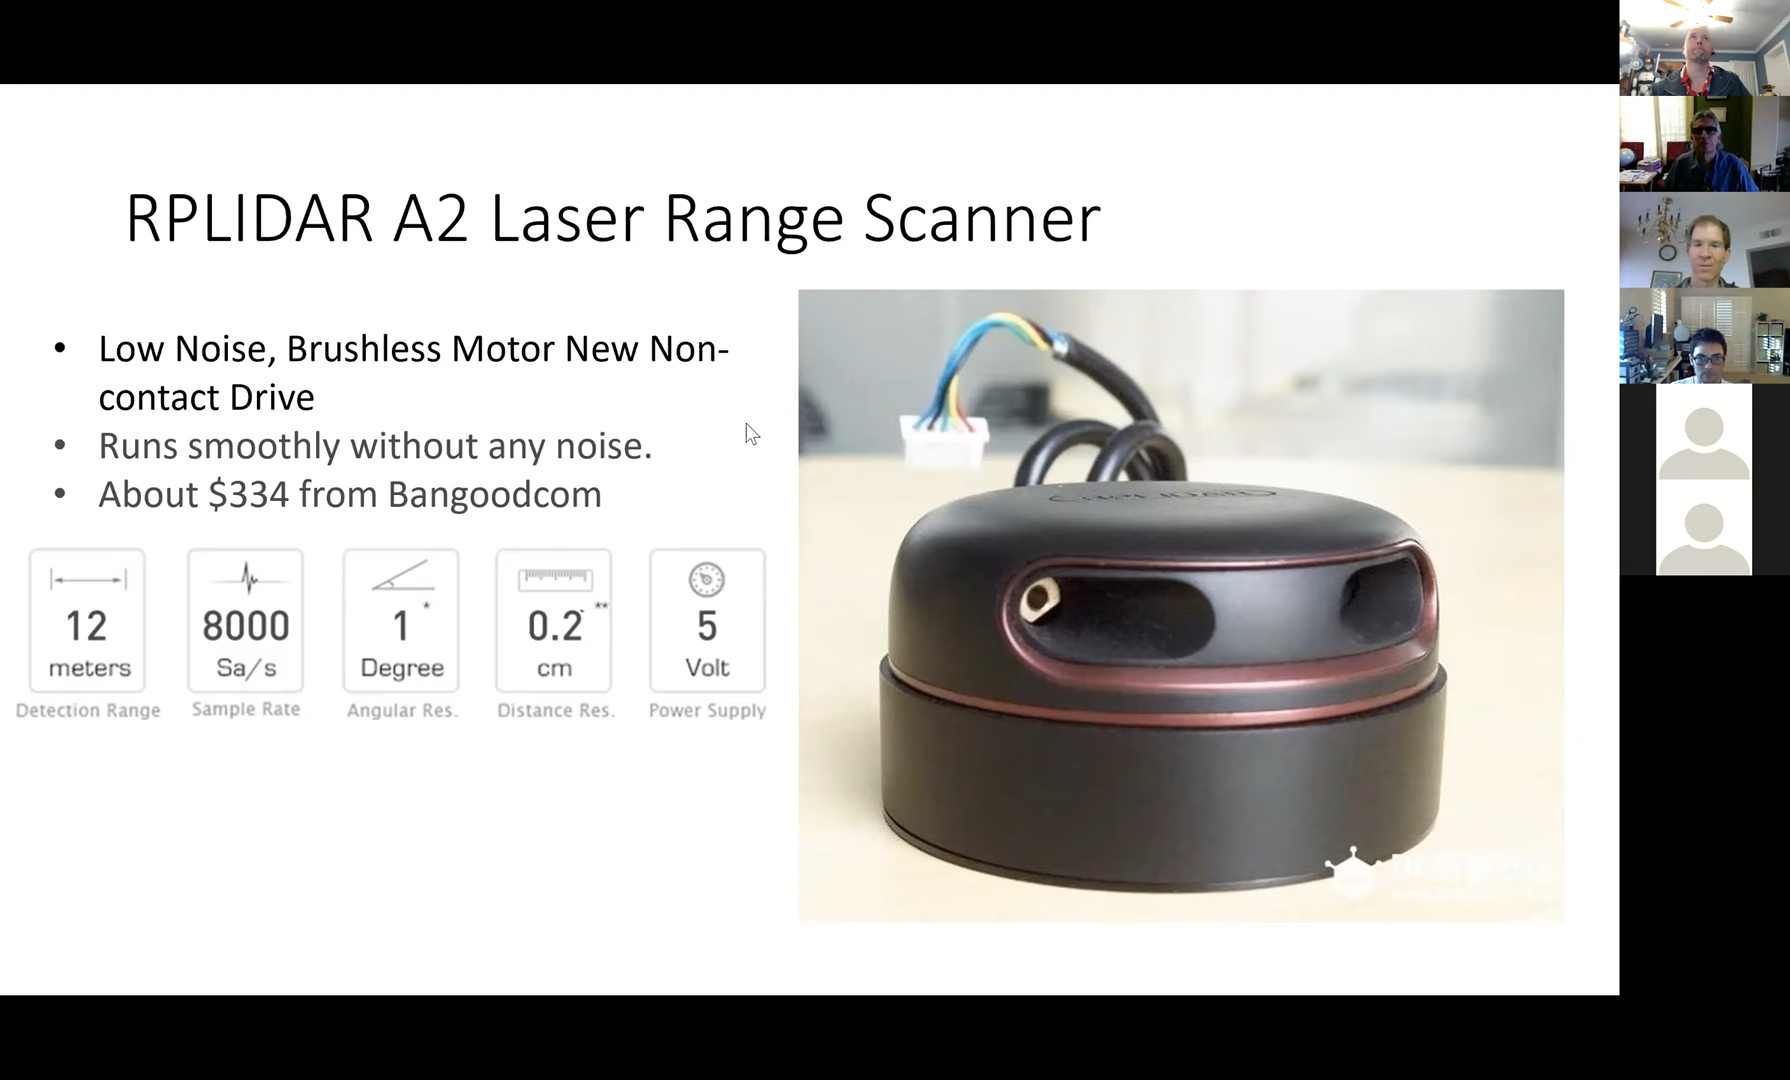 RPLIDAR A2 Laser Range Scanner
• Low Noise, Brushless Motor New Non-
contact Drive
• Runs smoothly without any noise.
• About $334 from Bangoodcom
12
meters
Detection Range
8000
Sa/s
Sample Rate
1 *
Degree
Angular Res.
0.2 **
cm
Distance Res.
5
Volt
Power Supply